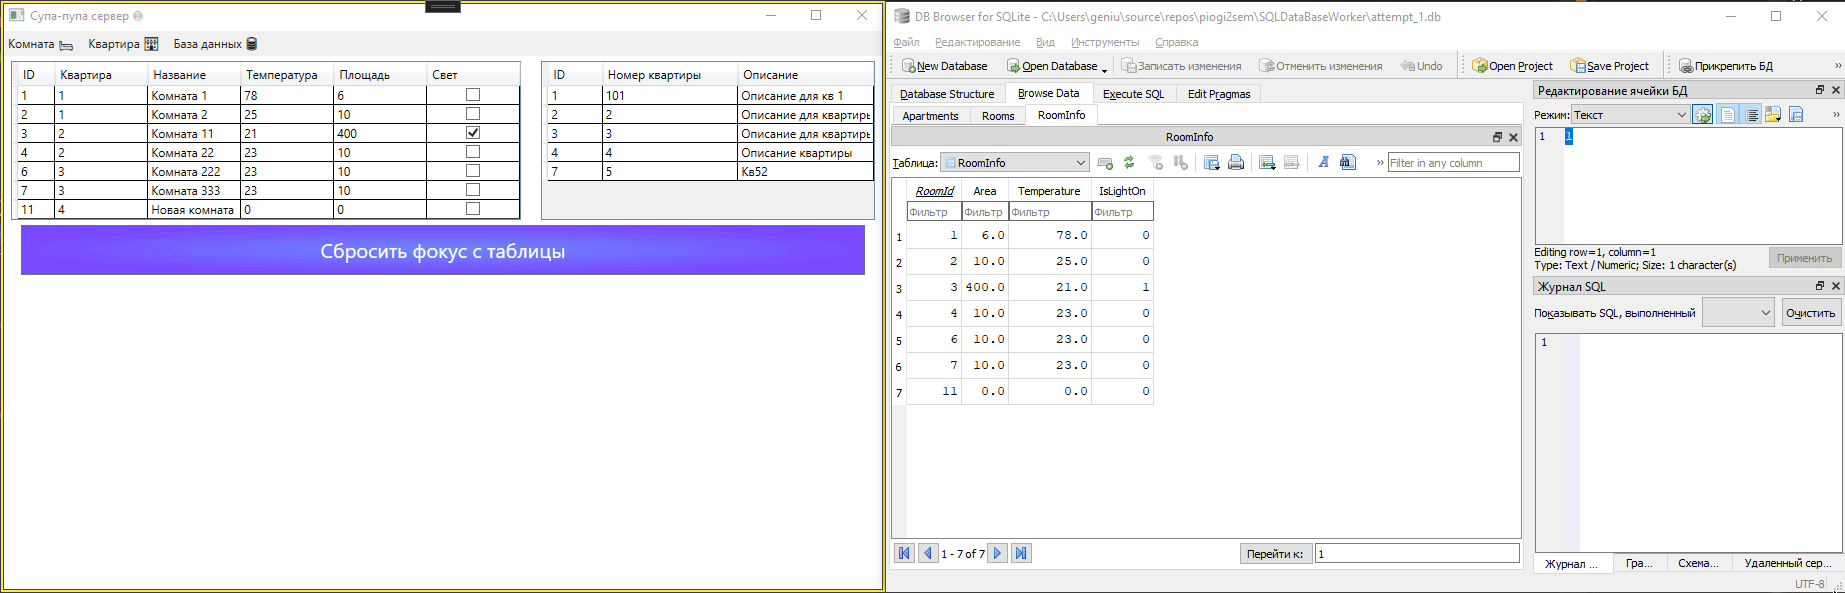 Супа-пупа сервер
Комната Квартира База данных
ID Квартира Название Температура Площадь Свет
1 1 Комната 1 78 6
2 1 Комната 2 25 10
3 2 Комната 11 21 400
4 2 Комната 22 23 10
6 3 Комната 222 23 10
7 3 Комната 333 23 10
11 4 Новая комната 0 0
ID Номер квартиры Описание
1 101 Описание для кв 1
2 2 Описание для квартиры
3 3 Описание для квартиры
4 4 Описание квартиры
7 5 Кв52
Сбросить фокус с таблицы
DB Browser for SQLite - C:\Users\geniu\source\repos\piogi2sem\SQLDataBaseWorker\attempt_1.db
Файл Редактирование Вид Инструменты Справка
New Database Open Database Записать изменения Отменить изменения Undo Open Project Save Project Прикрепить БД »
Database Structure Browse Data Execute SQL Edit Pragmas
Apartments Rooms RoomInfo
RoomInfo
Таблица: RoomInfo » Filter in any column
RoomId Area Temperature IsLightOn
Фильтр Фильтр Фильтр Фильтр
1 1 6.0 78.0 0
2 2 10.0 25.0 0
3 3 400.0 21.0 1
4 4 10.0 23.0 0
5 6 10.0 23.0 0
6 7 10.0 23.0 0
7 11 0.0 0.0 0
1 - 7 of 7 Перейти к: 1
Редактирование ячейки БД
Режим: Текст »
1 1
Editing row=1, column=1
Type: Text / Numeric; Size: 1 character(s)
Применить
Журнал SQL
Показывать SQL, выполненный Очистить
1
Журнал ... Гра... Схема... Удаленный сер...
UTF-8